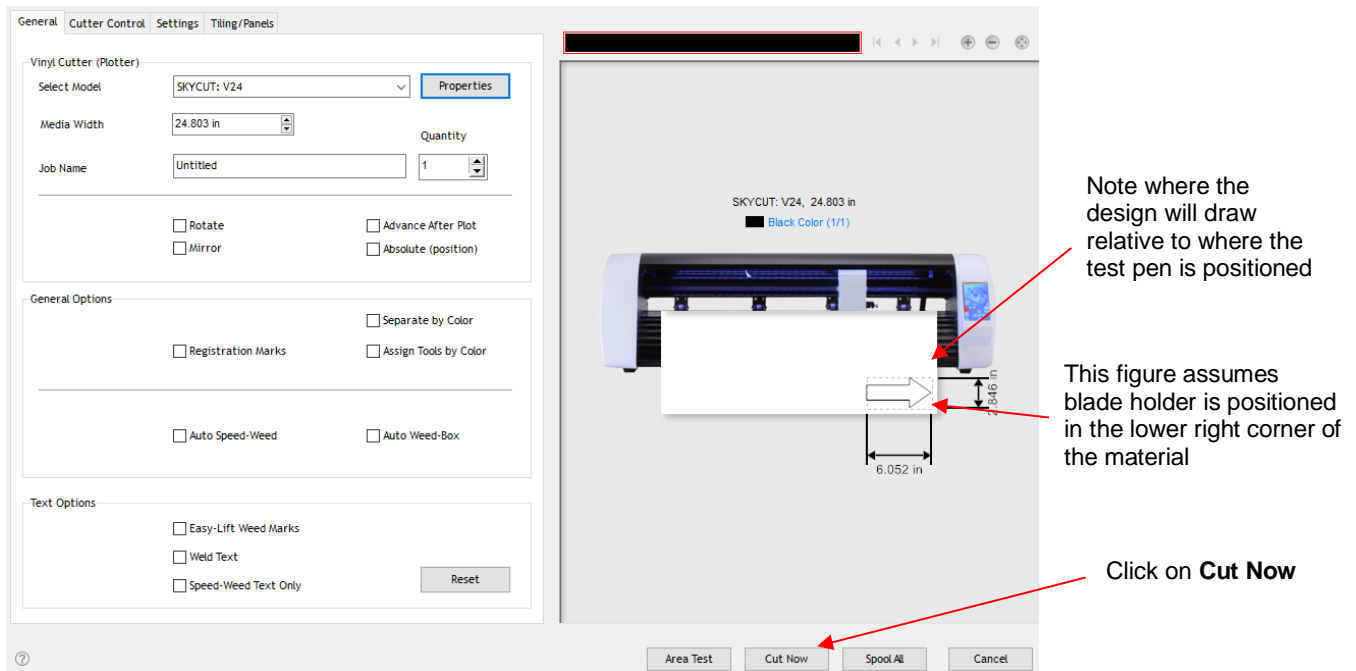 General Cutter Control Settings Tiling/Panels
Vinyl Cutter (Plotter)
Select Model SKYCUT: V24 Properties
Media Width 24.803 in
Quantity
Job Name Untitled 1
Rotate Advance After Plot
Mirror Absolute (position)
General Options
Separate by Color
Registration Marks Assign Tools by Color
Auto Speed-Weed Auto Weed-Box
Text Options
Easy-Lift Weed Marks
Weld Text
Speed-Weed Text Only Reset
SKYCUT: V24, 24.803 in
Black Color (1/1)
2.846 in
6.052 in
Note where the
design will draw
relative to where the
test pen is positioned
This figure assumes
blade holder is positioned
in the lower right corner of
the material
Click on Cut Now
? Area Test Cut Now Spool All Cancel